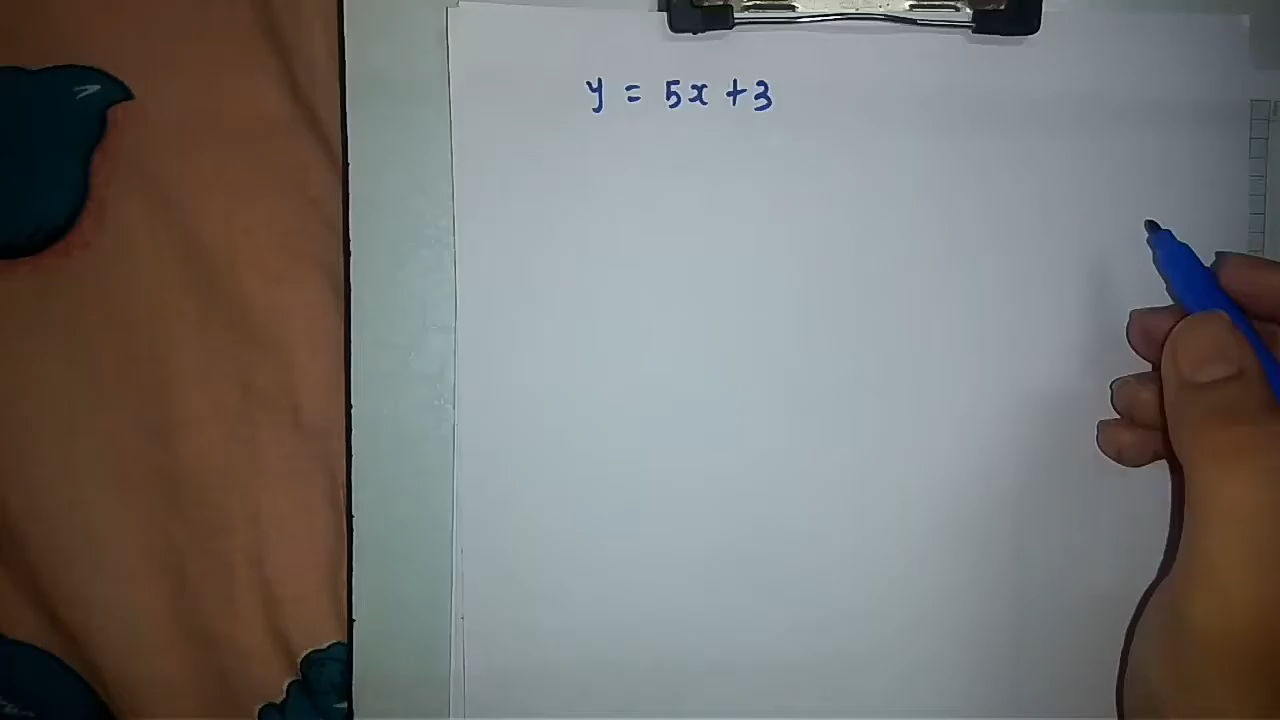 y = 5x + 3